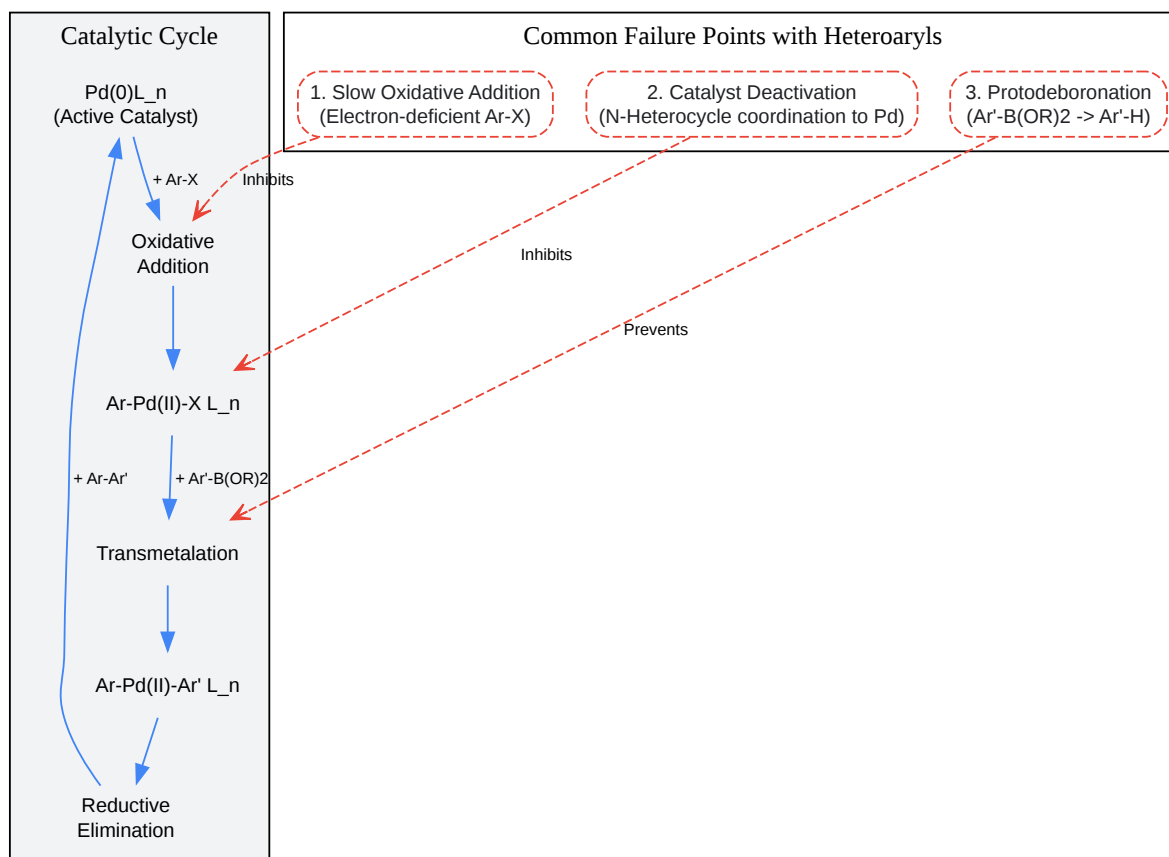 Catalytic Cycle
Pd(0)L_n
(Active Catalyst)
+ Ar-X
Oxidative
Addition
Ar-Pd(II)-X L_n
+ Ar-Ar'
+ Ar'-B(OR)2
Transmetalation
Ar-Pd(II)-Ar' L_n
Reductive
Elimination
Common Failure Points with Heteroaryls
1. Slow Oxidative Addition
(Electron-deficient Ar-X)
2. Catalyst Deactivation
(N-Heterocycle coordination to Pd)
3. Protodeboronation
(Ar'-B(OR)2 -> Ar'-H)
Inhibits
Inhibits
Prevents